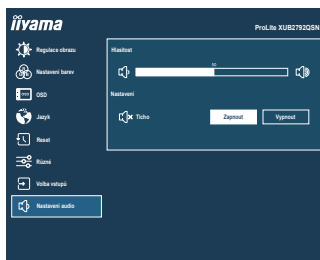 iiyama
ProLite XUB2792QSN
Regulace obrazu
Nastavení barev
OSD
Jazyk
Reset
Různé
Volba vstupů
Nastavení audio
Hlasitost
50
Nastavení
Ticho
Zapnout
Vypnout